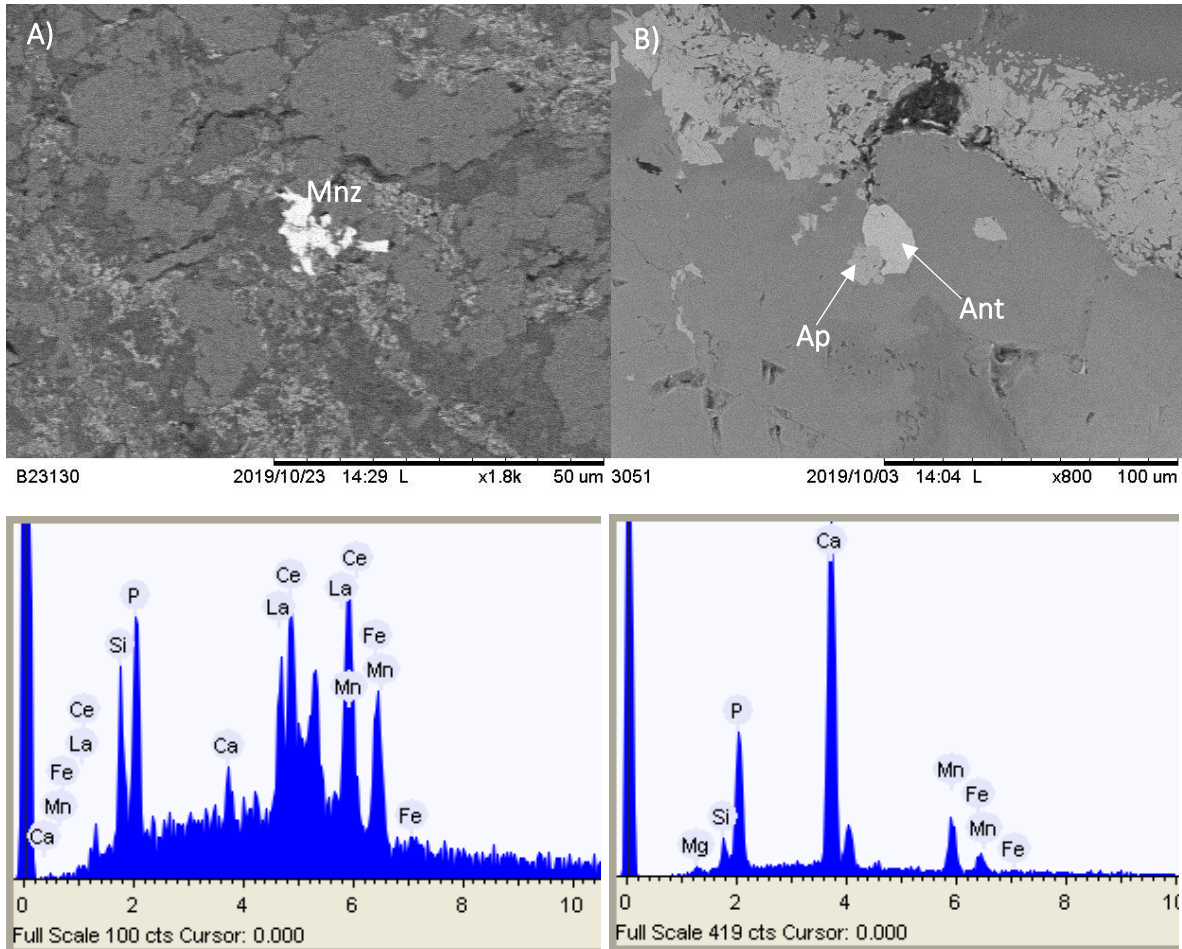 A)
Mnz
B23130 2019/10/23 14:29 L x1.8k 50 um
B)
Ap
Ant
3051 2019/10/03 14:04 L x800 100 um
Ce
La
Fe
Mn
Ca
Si
P
Ca
La
Ce
La
Ce
Mn
Fe
Mn
Fe
0 2 4 6 8 10
Full Scale 100 cts Cursor: 0.000
Mg
Si
P
Ca
Mn
Fe
Mn
Fe
0 2 4 6 8 10
Full Scale 419 cts Cursor: 0.000